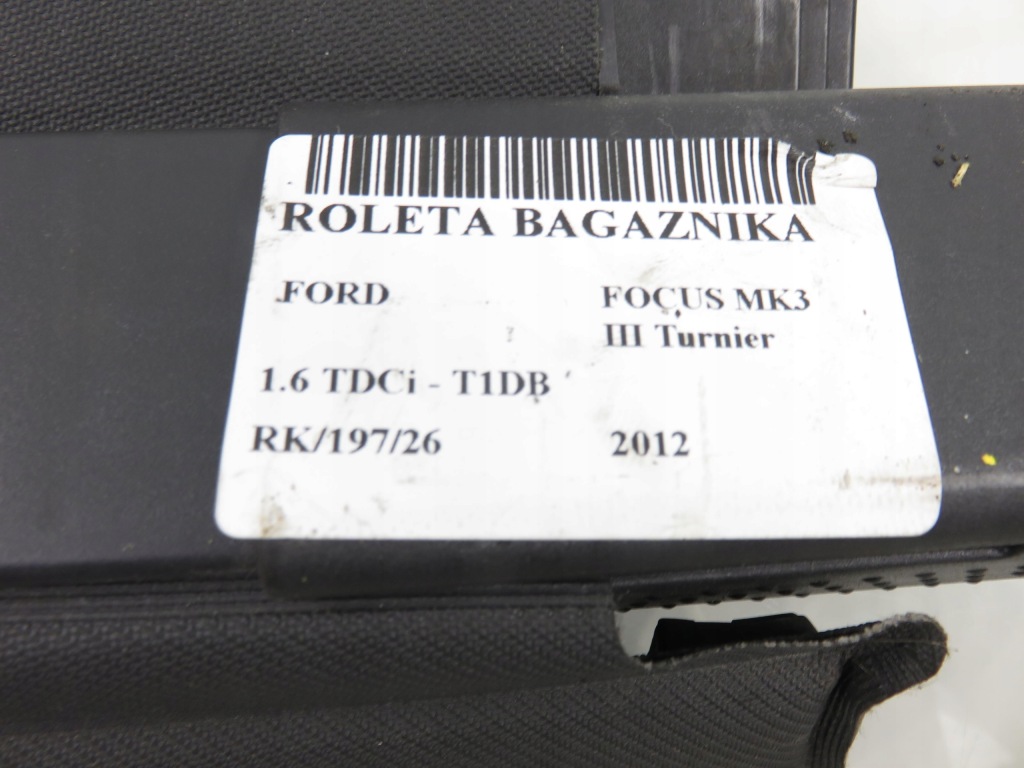 ROLETA BAGAZNIKA
FORD FOCUS MK3
III Turnier
1.6 TDCi - T1DB
RK/197/26 2012